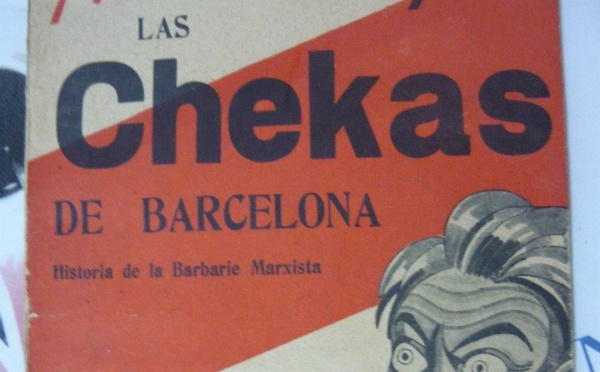 LAS
Chekas
DE BARCELONA
Historia de la Barbarie Marxista